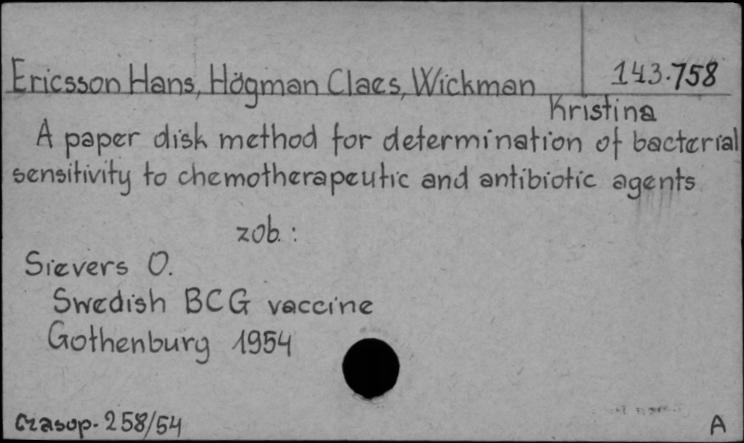 Ericsson Hans, Högman Claes, Wickman 143.758
Kristina
A paper disk method for determination of bacterial
sensitivity to chemotherapeutic and antibiotic agents
zob.:
Sievers O.
Swedish BCG vaccine
Gothenburg 1954
Czasop. 258/54
A